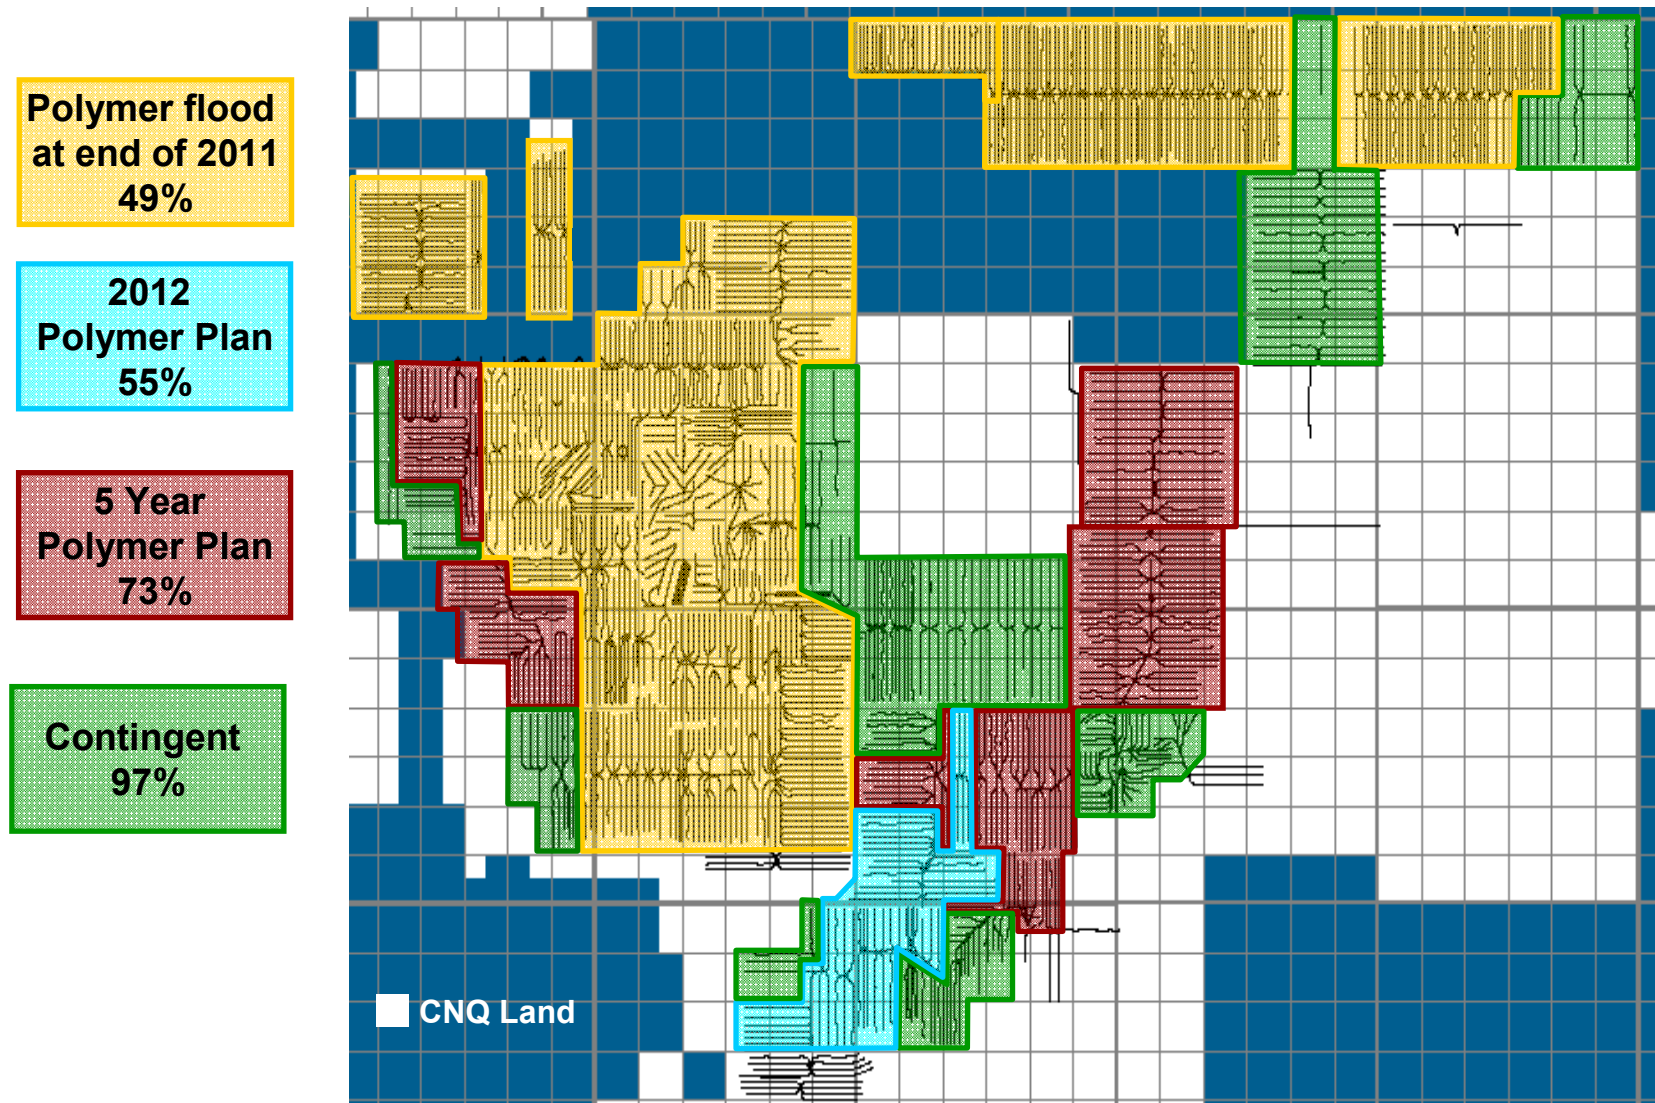 Polymer flood
at end of 2011
49%
2012
Polymer Plan
55%
5 Year
Polymer Plan
73%
Contingent
97%
CNQ Land